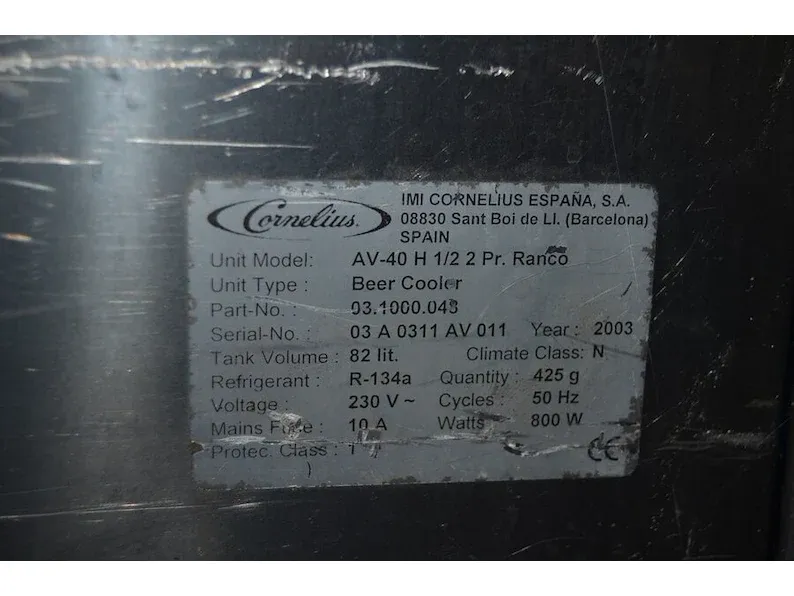 Cornelius.
IMI CORNELIUS ESPAÑA, S.A.
08830 Sant Boi de Ll. (Barcelona)
SPAIN
Unit Model: AV-40 H 1/2 2 Pr. Ranco
Unit Type : Beer Cooler
Part-No. : 03.1000.043
Serial-No. : 03 A 0311 AV 011 Year : 2003
Tank Volume : 82 lit. Climate Class: N
Refrigerant : R-134a Quantity : 425 g
Voltage : 230 V ~ Cycles : 50 Hz
Mains Fuse : 10 A Watts : 800 W
Protec. Class : 1 CE